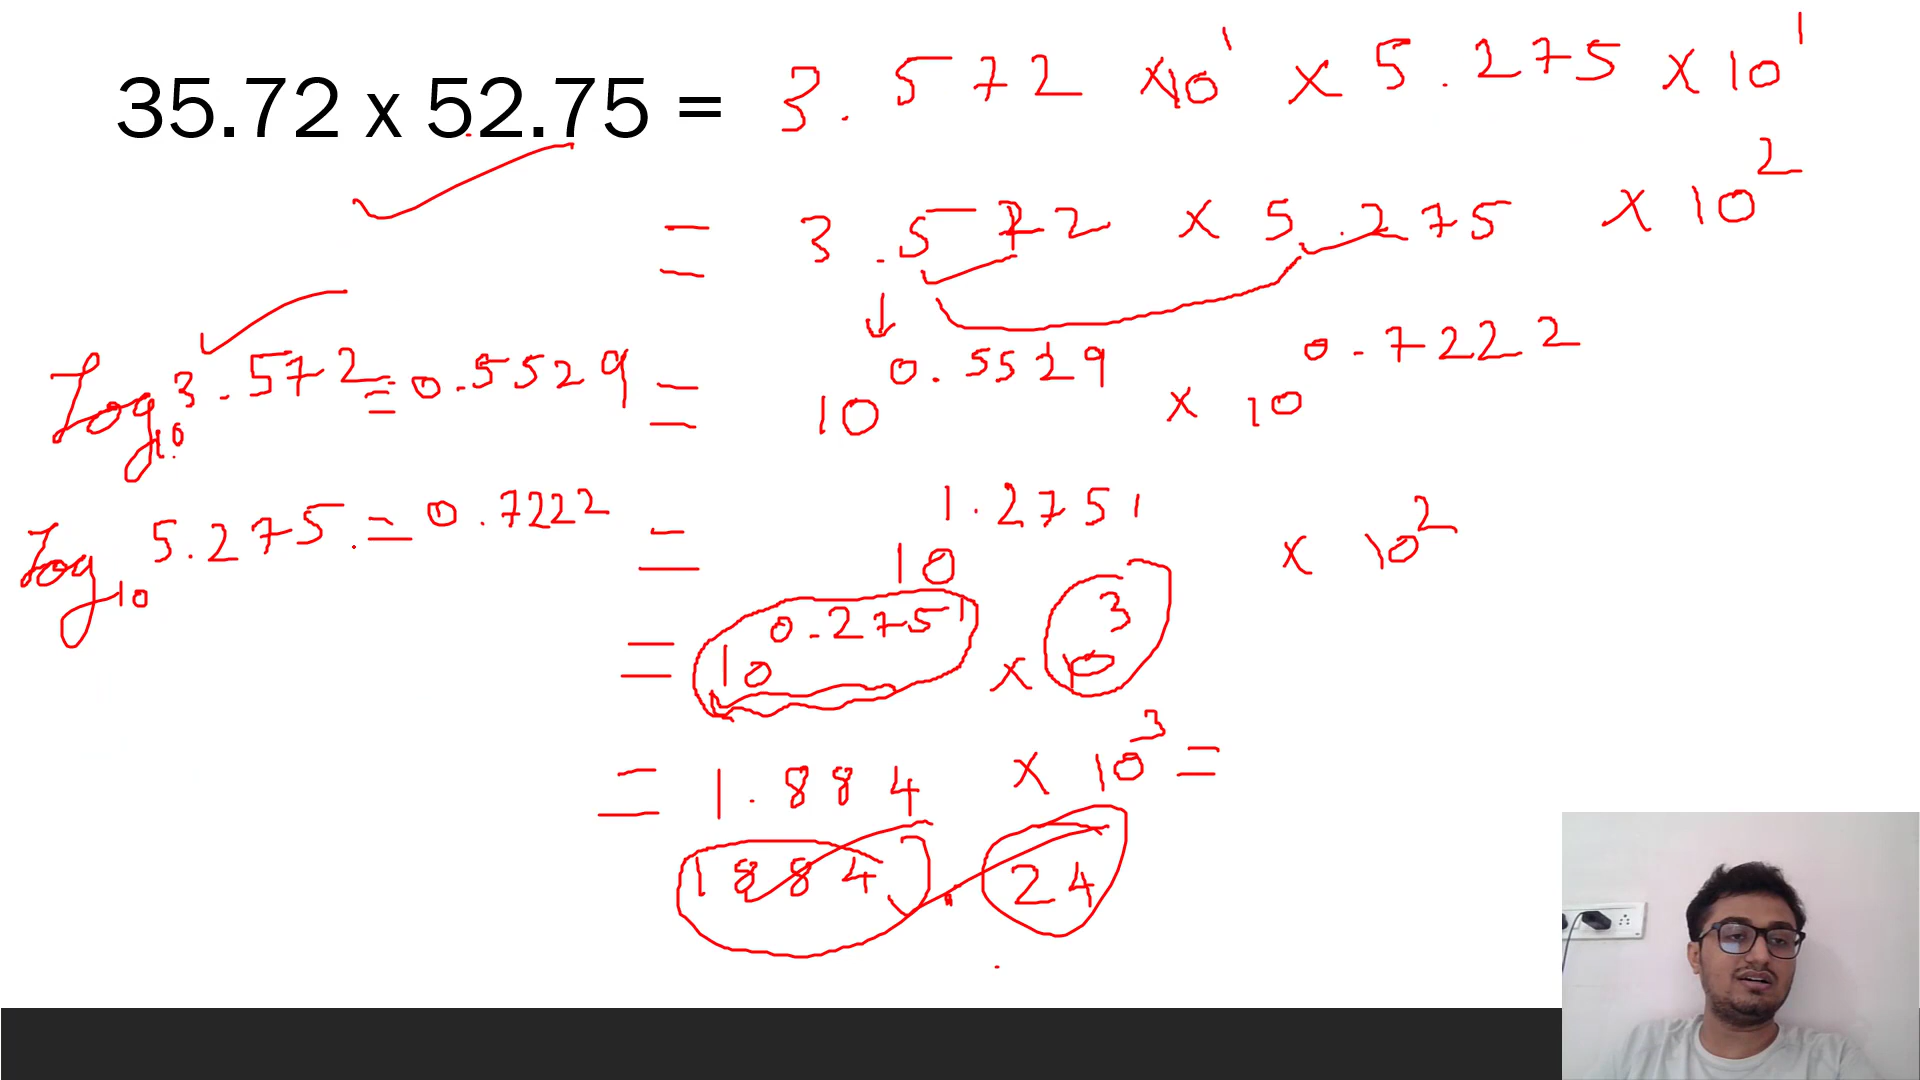 35.72 x 52.75 = 3.572 x10¹ x 5.275 x 10¹
= 3.572 x 5.275 x 10²
Log₁₀ 3.572 = 0.5529 = 10^0.5529 x 10^0.7222
Log₁₀ 5.275 = 0.7222 = 10^1.2751 x 10²
= 10^0.2751 x 10³
= 1.884 x 10³ =
1884.24